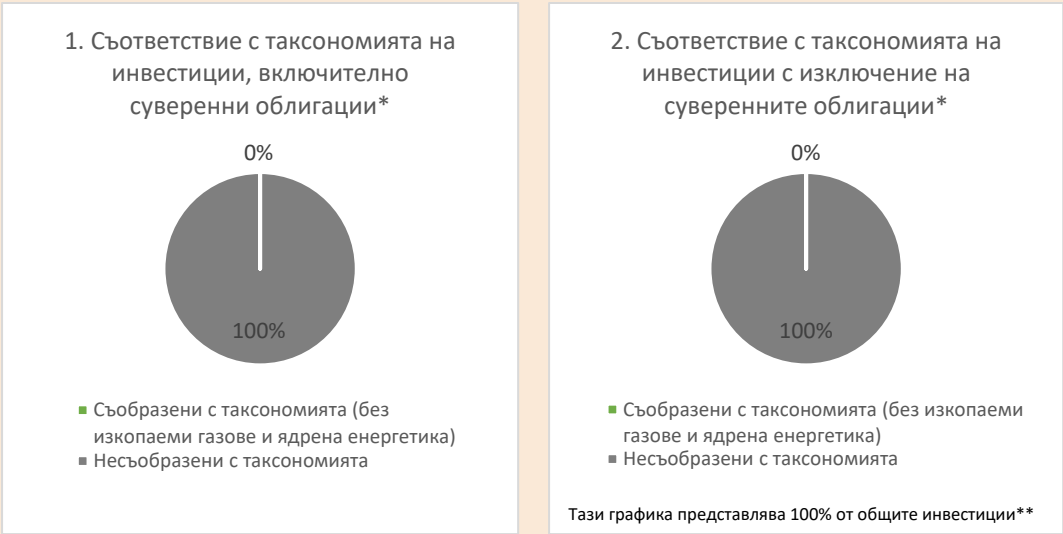 1. Съответствие с таксономията на
инвестиции, включително
суверенни облигации*
0%
100%
Съобразени с таксономията (без
изкопаеми газове и ядрена енергетика)
Несъобразени с таксономията
2. Съответствие с таксономията на
инвестиции с изключение на
суверенните облигации*
0%
100%
Съобразени с таксономията (без изкопаеми
газове и ядрена енергетика)
Несъобразени с таксономията
Тази графика представлява 100% от общите инвестиции**